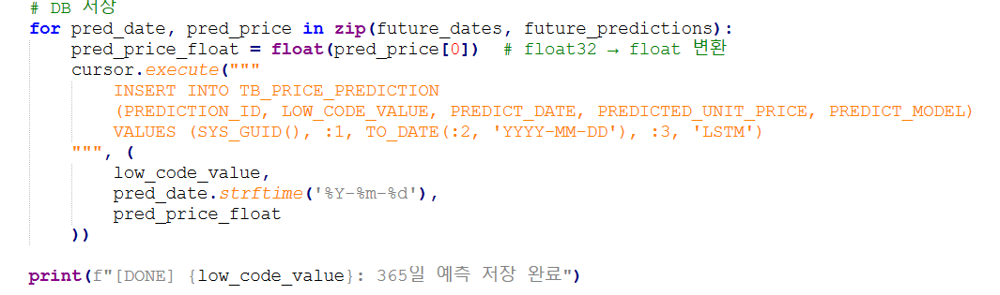 # DB 저장
for pred_date, pred_price in zip(future_dates, future_predictions):
    pred_price_float = float(pred_price[0])  # float32 → float 변환
    cursor.execute("""
        INSERT INTO TB_PRICE_PREDICTION
        (PREDICTION_ID, LOW_CODE_VALUE, PREDICT_DATE, PREDICTED_UNIT_PRICE, PREDICT_MODEL)
        VALUES (SYS_GUID(), :1, TO_DATE(:2, 'YYYY-MM-DD'), :3, 'LSTM')
    """, (
        low_code_value,
        pred_date.strftime('%Y-%m-%d'),
        pred_price_float
    ))
print(f"[DONE] {low_code_value}: 365일 예측 저장 완료")